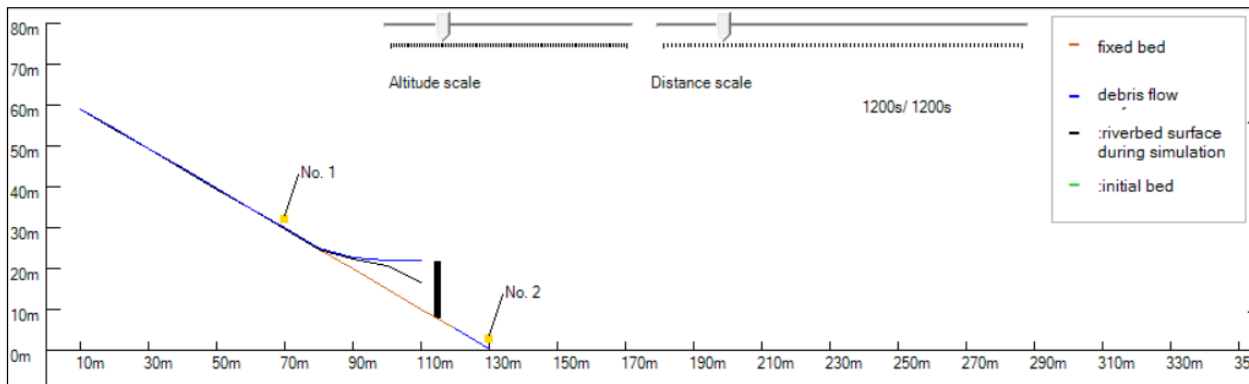 80m
70m
60m
50m
40m
30m
20m
10m
0m
Altitude scale
Distance scale
1200s/ 1200s
fixed bed
debris flow
:riverbed surface
during simulation
:initial bed
No. 1
No. 2
10m 30m 50m 70m 90m 110m 130m 150m 170m 190m 210m 230m 250m 270m 290m 310m 330m 35